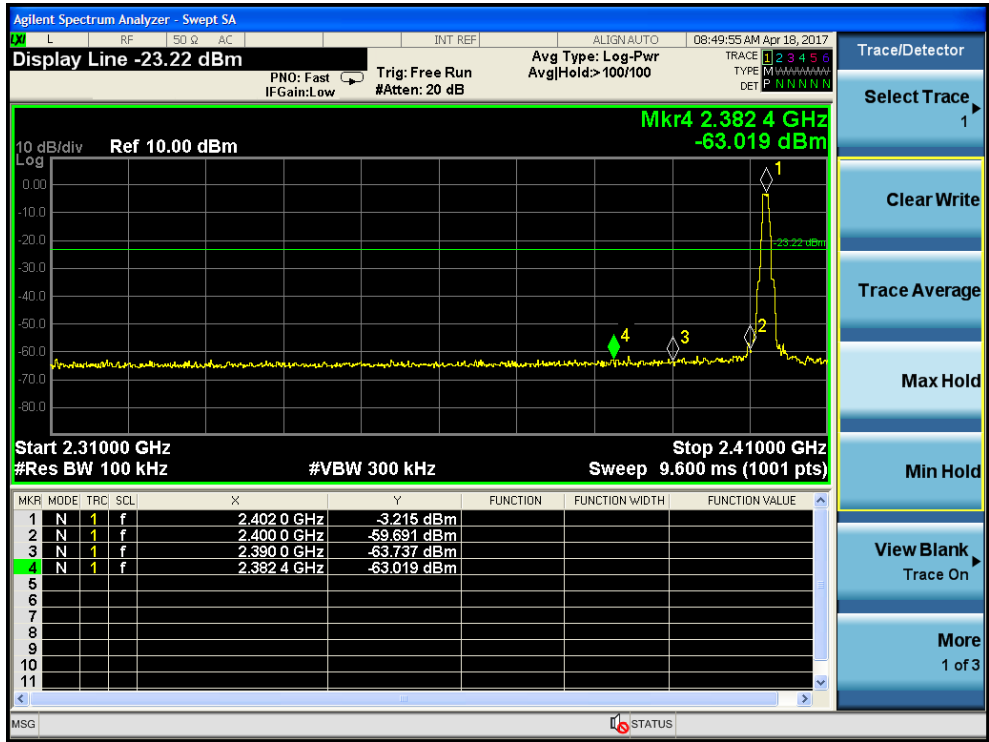 Agilent Spectrum Analyzer - Swept SA
LXI L RF 50 Ω AC INT REF ALIGN AUTO 08:49:55 AM Apr 18, 2017
Display Line -23.22 dBm
PNO: Fast
IFGain:Low
Trig: Free Run
#Atten: 20 dB
Avg Type: Log-Pwr
Avg|Hold:>100/100
TRACE 1 2 3 4 5 6
TYPE M WWWWW
DET P N N N N N
Mkr4 2.382 4 GHz
-63.019 dBm
10 dB/div Ref 10.00 dBm
Log
0.00
-10.0
-20.0
-30.0
-40.0
-50.0
-60.0
-70.0
-80.0
1
-23.22 dBm
2
3
4
Start 2.31000 GHz Stop 2.41000 GHz
#Res BW 100 kHz #VBW 300 kHz Sweep 9.600 ms (1001 pts)
MKR MODE TRC SCL X Y FUNCTION FUNCTION WIDTH FUNCTION VALUE
1 N 1 f 2.402 0 GHz -3.215 dBm
2 N 1 f 2.400 0 GHz -59.691 dBm
3 N 1 f 2.390 0 GHz -63.737 dBm
4 N 1 f 2.382 4 GHz -63.019 dBm
5
6
7
8
9
10
11
MSG STATUS
Trace/Detector
Select Trace
1
Clear Write
Trace Average
Max Hold
Min Hold
View Blank
Trace On
More
1 of 3